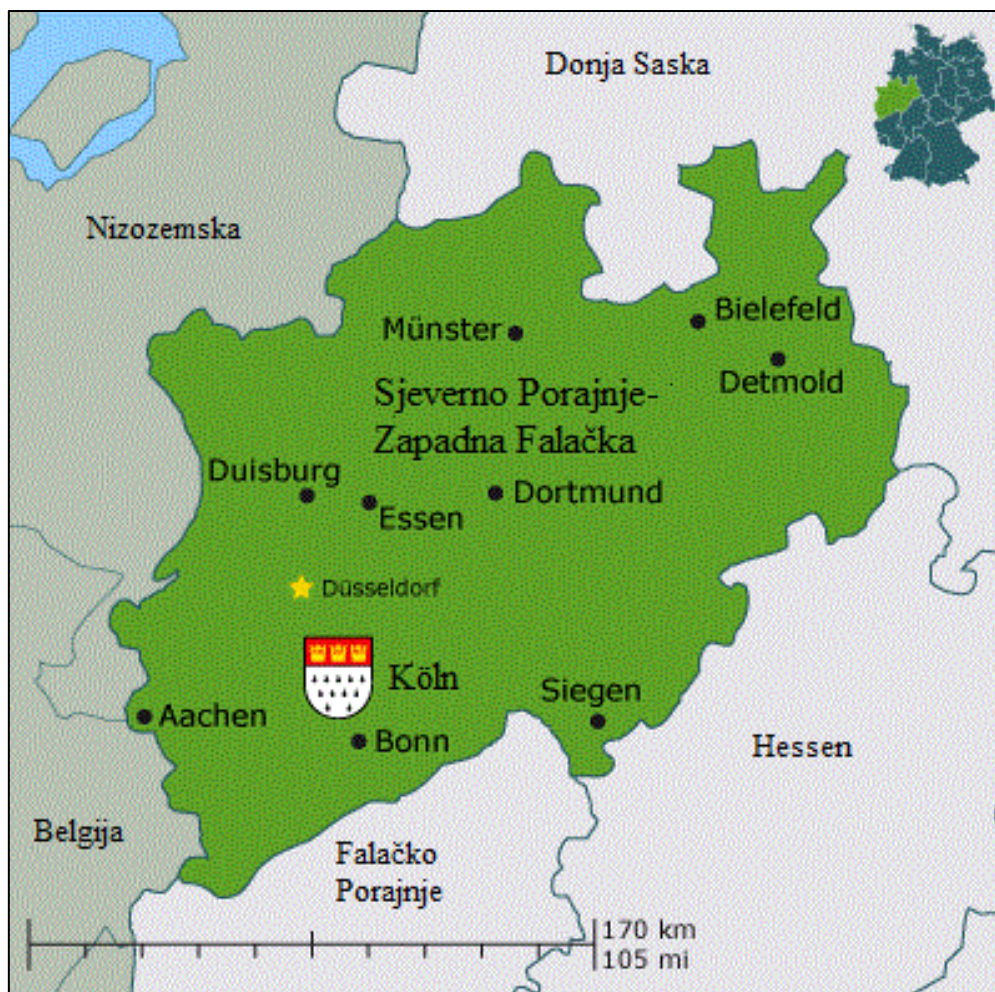 Donja Saska
Nizozemska
Bielefeld
Münster
Detmold
Sjeverno Porajnje-
Zapadna Falačka
Duisburg
Dortmund
Essen
Düsseldorf
Köln
Siegen
Aachen
Bonn
Hessen
Belgija
Falačko
Porajnje
170 km
105 mi